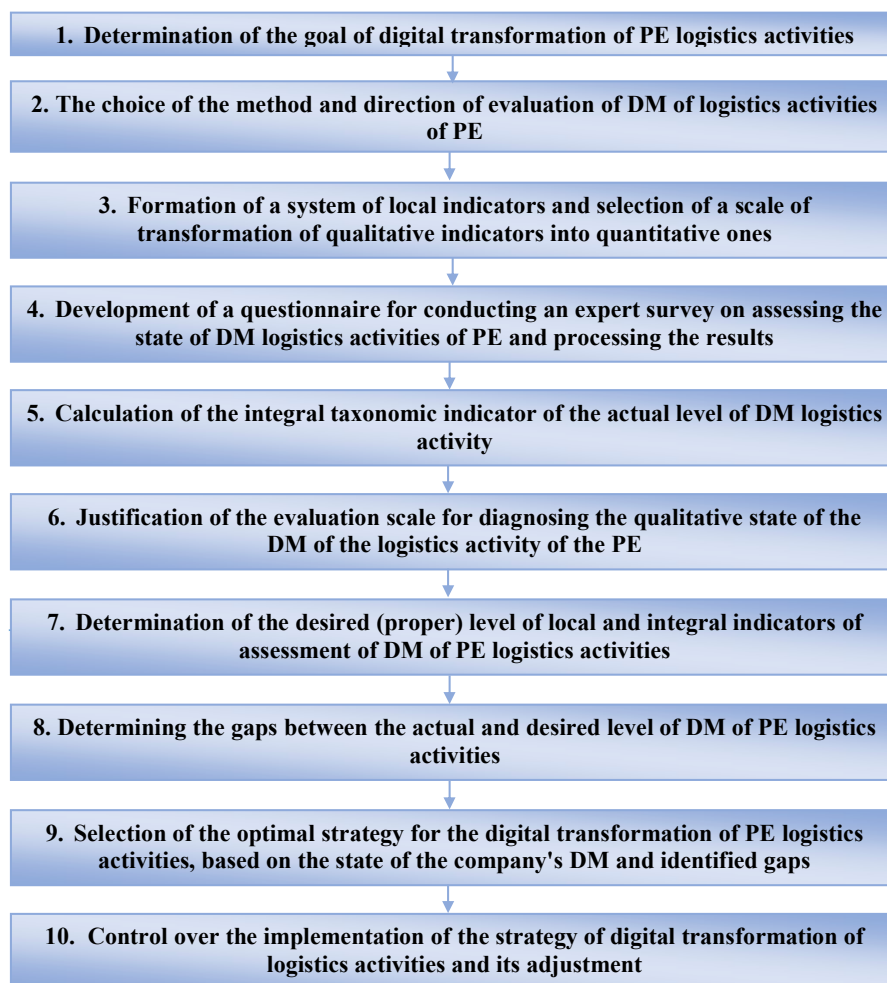 1. Determination of the goal of digital transformation of PE logistics activities
2. The choice of the method and direction of evaluation of DM of logistics activities
of PE
3. Formation of a system of local indicators and selection of a scale of
transformation of qualitative indicators into quantitative ones
4. Development of a questionnaire for conducting an expert survey on assessing the
state of DM logistics activities of PE and processing the results
5. Calculation of the integral taxonomic indicator of the actual level of DM logistics
activity
6. Justification of the evaluation scale for diagnosing the qualitative state of the
DM of the logistics activity of the PE
7. Determination of the desired (proper) level of local and integral indicators of
assessment of DM of PE logistics activities
8. Determining the gaps between the actual and desired level of DM of PE logistics
activities
9. Selection of the optimal strategy for the digital transformation of PE logistics
activities, based on the state of the company's DM and identified gaps
10. Control over the implementation of the strategy of digital transformation of
logistics activities and its adjustment